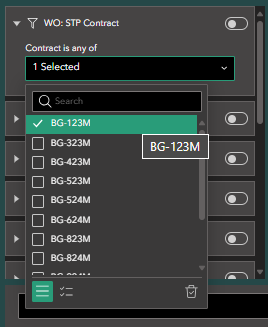 WO: STP Contract
Contract is any of
1 Selected
Search
BG-123M
BG-323M
BG-123M
BG-423M
BG-523M
BG-524M
BG-624M
BG-823M
BG-824M